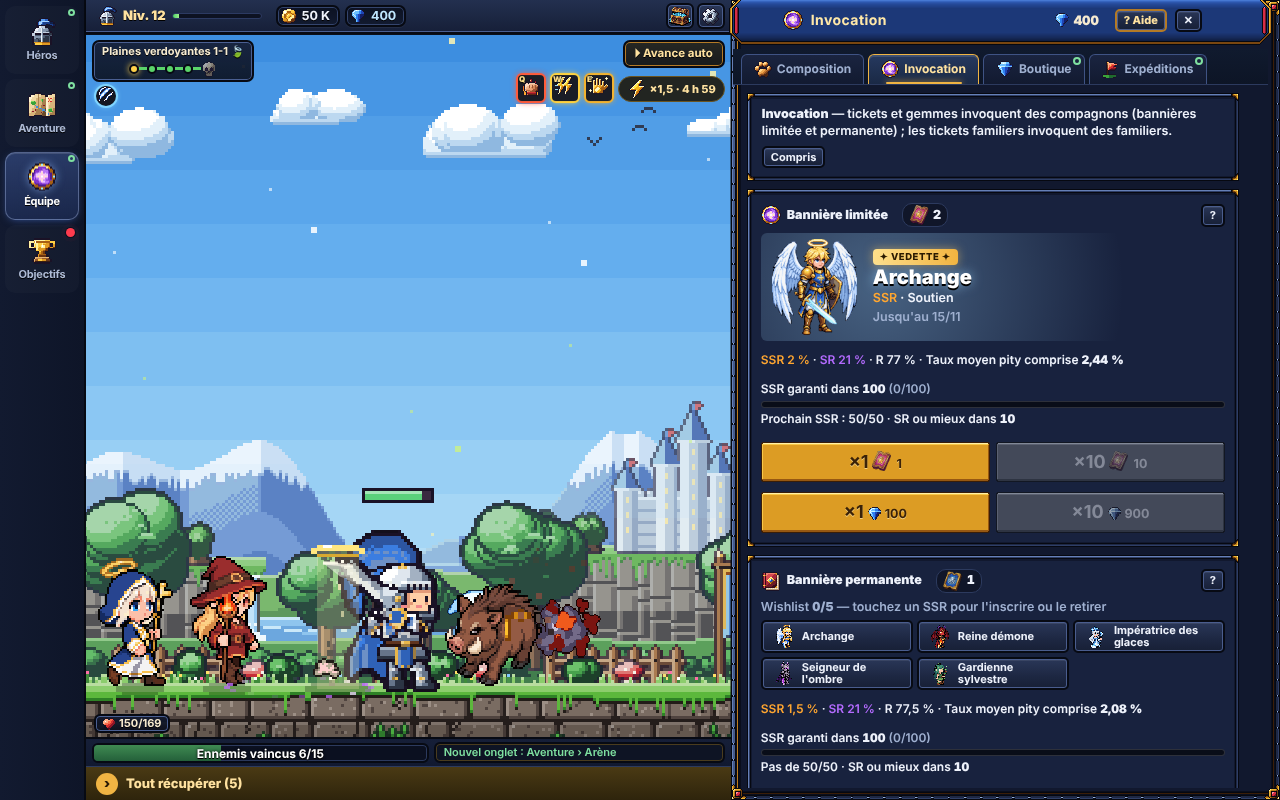 Héros
Aventure
Équipe
Objectifs
Niv. 12
50 K
400
Plaines verdoyantes 1-1
Avance auto
Q
W
E
×1,5 · 4 h 59
150/169
Ennemis vaincus 6/15
Nouvel onglet : Aventure › Arène
Tout récupérer (5)
Invocation
400
? Aide
×
Composition
Invocation
Boutique
Expéditions
Invocation — tickets et gemmes invoquent des compagnons (bannières
limitée et permanente) ; les tickets familiers invoquent des familiers.
Compris
Bannière limitée
2
?
✦ VEDETTE ✦
Archange
SSR · Soutien
Jusqu'au 15/11
SSR 2 % · SR 21 % · R 77 % · Taux moyen pity comprise 2,44 %
SSR garanti dans 100 (0/100)
Prochain SSR : 50/50 · SR ou mieux dans 10
×1 1
×10 10
×1 100
×10 900
Bannière permanente
1
?
Wishlist 0/5 — touchez un SSR pour l'inscrire ou le retirer
Archange
Reine démone
Impératrice des
glaces
Seigneur de
l'ombre
Gardienne
sylvestre
SSR 1,5 % · SR 21 % · R 77,5 % · Taux moyen pity comprise 2,08 %
SSR garanti dans 100 (0/100)
Pas de 50/50 · SR ou mieux dans 10